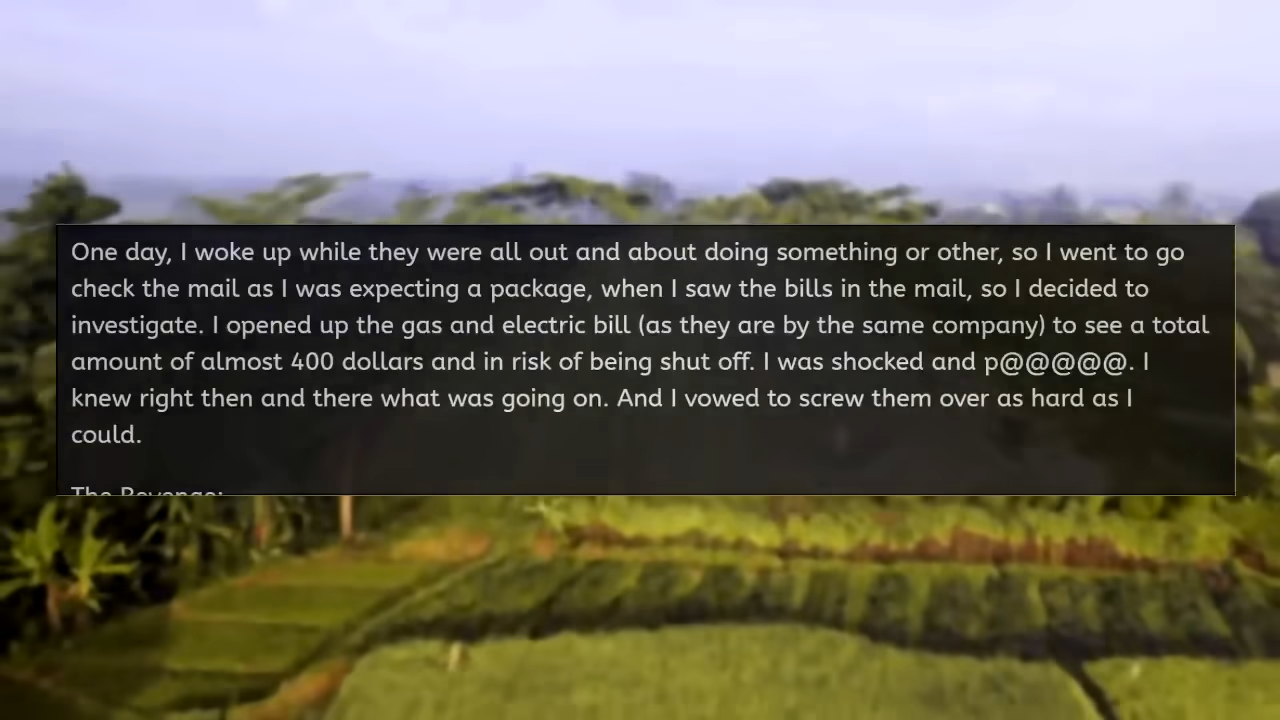 One day, I woke up while they were all out and about doing something or other, so I went to go
check the mail as I was expecting a package, when I saw the bills in the mail, so I decided to
investigate. I opened up the gas and electric bill (as they are by the same company) to see a total
amount of almost 400 dollars and in risk of being shut off. I was shocked and p@@@@@. I
knew right then and there what was going on. And I vowed to screw them over as hard as I
could.
The Revenge: